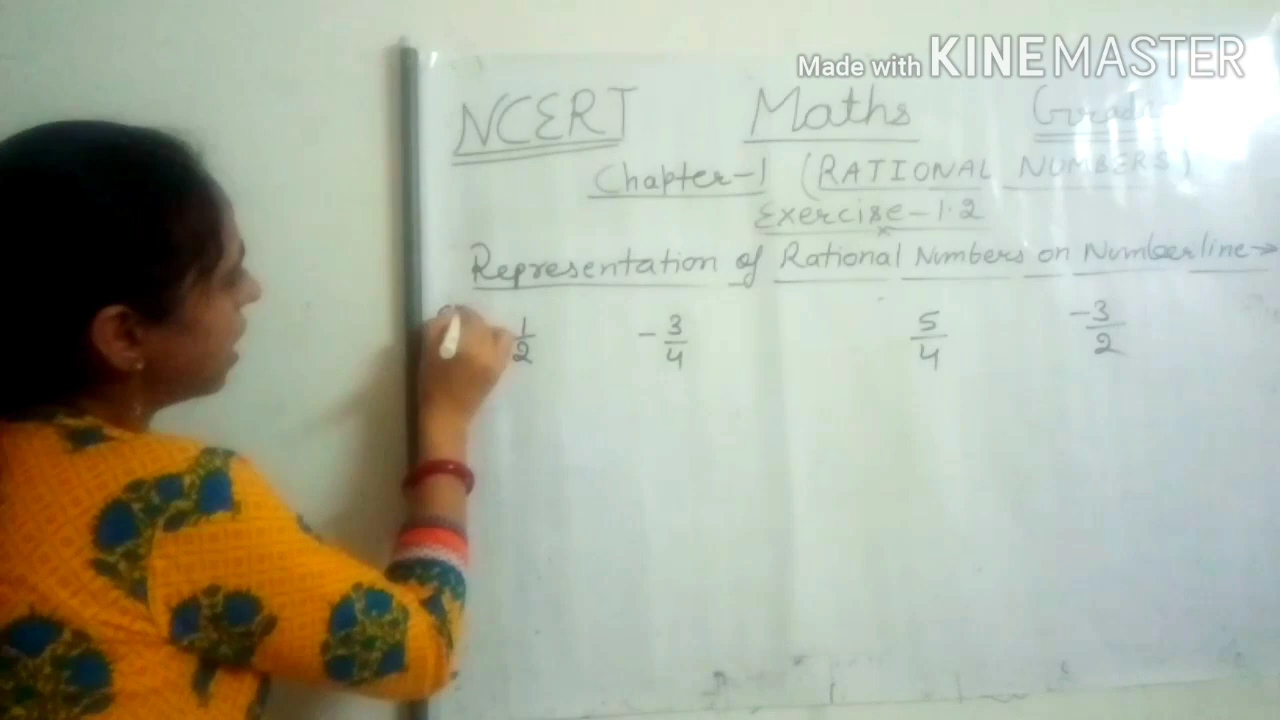 Made with KINEMASTER
NCERT Maths
Chapter-1 (RATIONAL NUMBERS)
Exercise-1.2
Representation of Rational Numbers on Numberline→
1/2 -3/4 5/4 -3/2